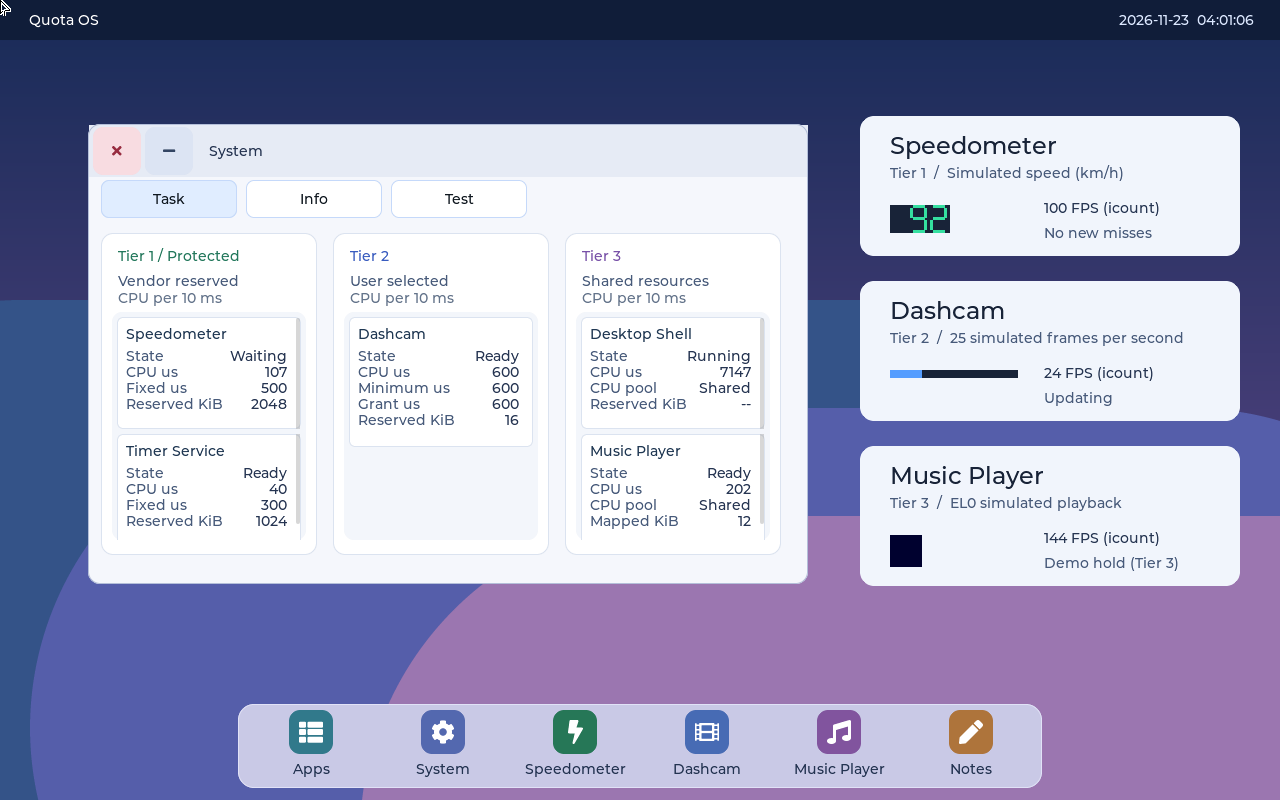 Quota OS
2026-11-23 04:01:06
System
Task
Info
Test
Tier 1 / Protected
Vendor reserved
CPU per 10 ms
Speedometer
State Waiting
CPU us 107
Fixed us 500
Reserved KiB 2048
Timer Service
State Ready
CPU us 40
Fixed us 300
Reserved KiB 1024
Tier 2
User selected
CPU per 10 ms
Dashcam
State Ready
CPU us 600
Minimum us 600
Grant us 600
Reserved KiB 16
Tier 3
Shared resources
CPU per 10 ms
Desktop Shell
State Running
CPU us 7147
CPU pool Shared
Reserved KiB --
Music Player
State Ready
CPU us 202
CPU pool Shared
Mapped KiB 12
Speedometer
Tier 1 / Simulated speed (km/h)
92
100 FPS (icount)
No new misses
Dashcam
Tier 2 / 25 simulated frames per second
24 FPS (icount)
Updating
Music Player
Tier 3 / EL0 simulated playback
144 FPS (icount)
Demo hold (Tier 3)
Apps
System
Speedometer
Dashcam
Music Player
Notes